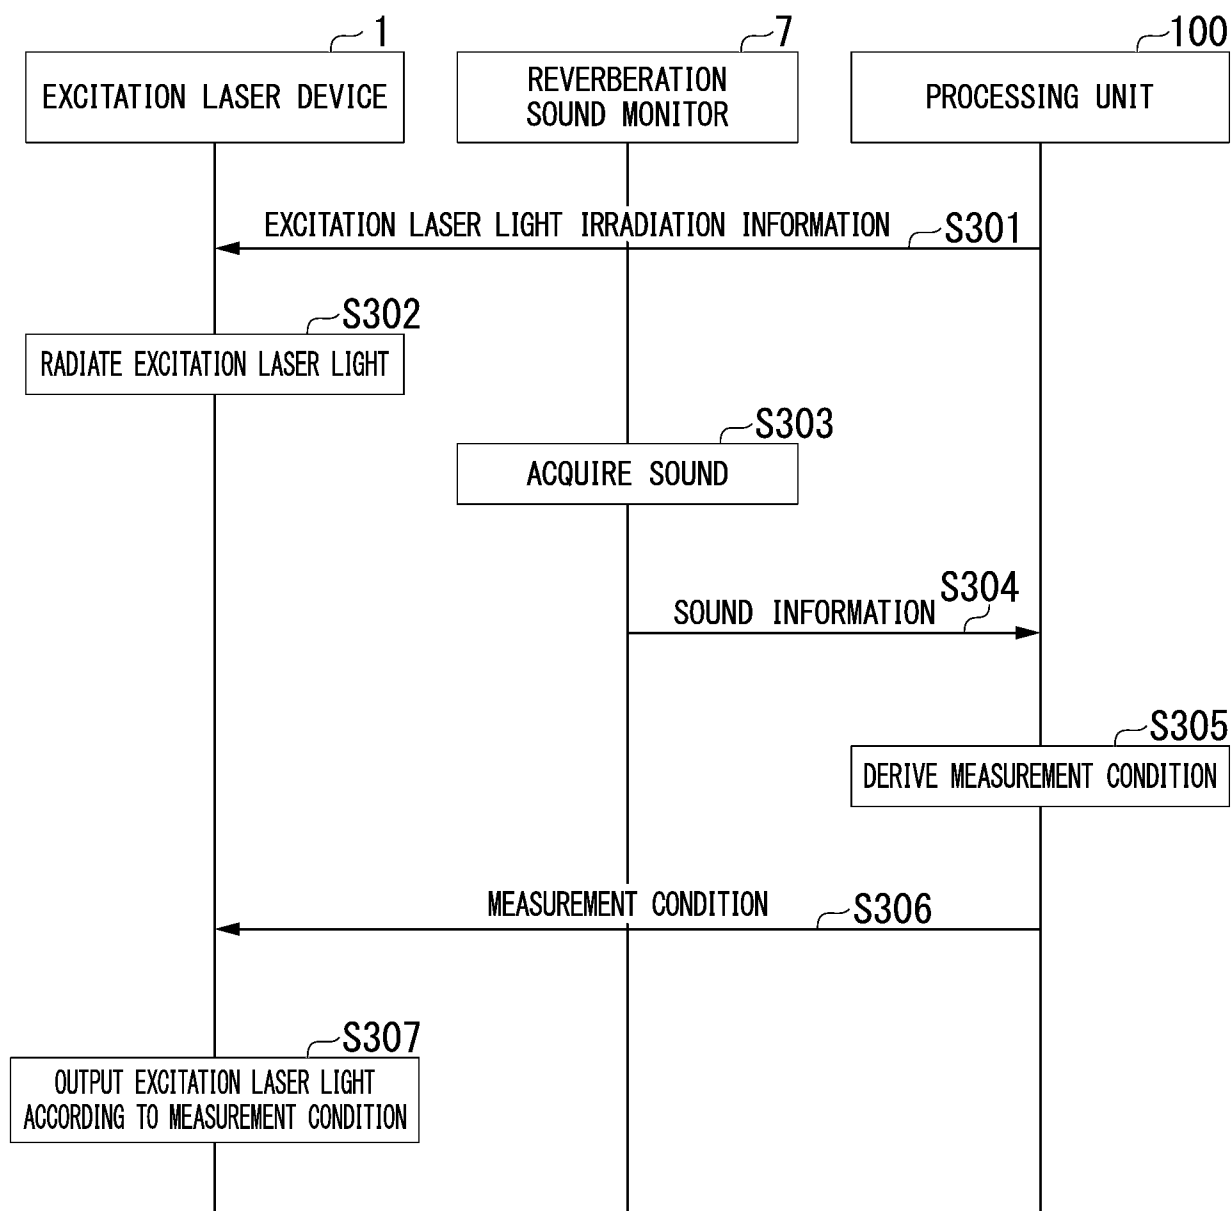 1
7
100
EXCITATION LASER DEVICE
REVERBERATION
SOUND MONITOR
PROCESSING UNIT
EXCITATION LASER LIGHT IRRADIATION INFORMATION
S301
S302
RADIATE EXCITATION LASER LIGHT
S303
ACQUIRE SOUND
S304
SOUND INFORMATION
S305
DERIVE MEASUREMENT CONDITION
MEASUREMENT CONDITION
S306
S307
OUTPUT EXCITATION LASER LIGHT
ACCORDING TO MEASUREMENT CONDITION